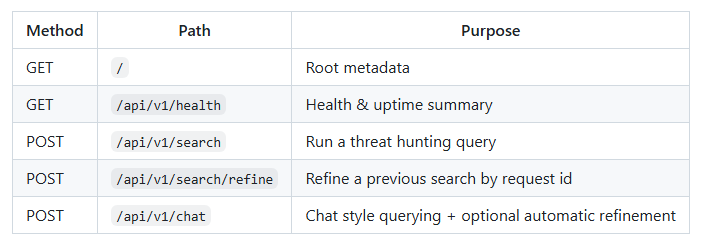 Method Path Purpose
GET / Root metadata
GET /api/v1/health Health & uptime summary
POST /api/v1/search Run a threat hunting query
POST /api/v1/search/refine Refine a previous search by request id
POST /api/v1/chat Chat style querying + optional automatic refinement